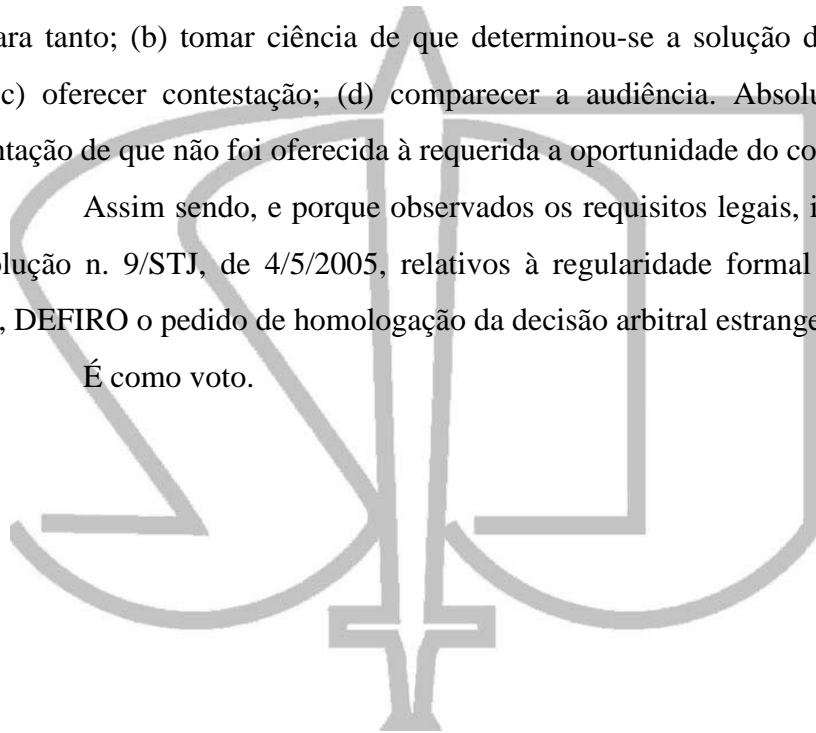 ara tanto; (b) tomar ciência de que determinou-se a solução d
c) oferecer contestação; (d) comparecer a audiência. Absolu
ntação de que não foi oferecida à requerida a oportunidade do co
Assim sendo, e porque observados os requisitos legais, i
olução n. 9/STJ, de 4/5/2005, relativos à regularidade formal
, DEFIRO o pedido de homologação da decisão arbitral estrange
É como voto.